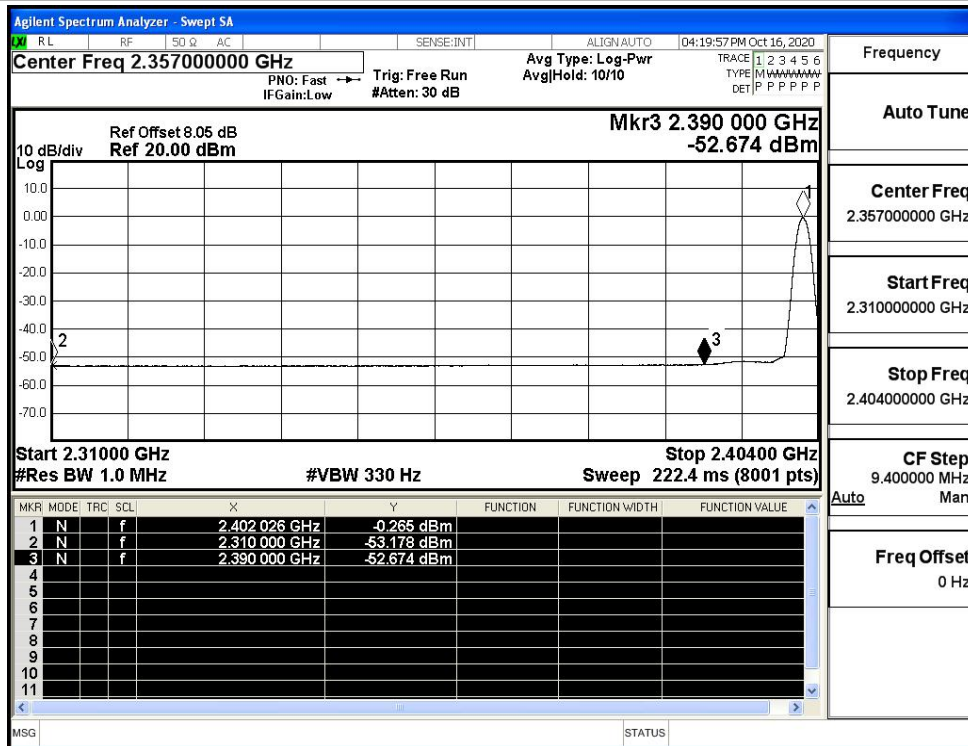 Agilent Spectrum Analyzer - Swept SA
LXI RL RF 50 Ω AC SENSE:INT ALIGN AUTO 04:19:57 PM Oct 16, 2020
Center Freq 2.357000000 GHz
PNO: Fast
IFGain:Low
Trig: Free Run
#Atten: 30 dB
Avg Type: Log-Pwr
Avg|Hold: 10/10
TRACE 1 2 3 4 5 6
TYPE M WWWWW
DET P P P P P P
Mkr3 2.390 000 GHz
-52.674 dBm
Ref Offset 8.05 dB
10 dB/div Ref 20.00 dBm
Log
10.0
0.00
-10.0
-20.0
-30.0
-40.0
-50.0
-60.0
-70.0
1
2
3
Start 2.31000 GHz Stop 2.40400 GHz
#Res BW 1.0 MHz #VBW 330 Hz Sweep 222.4 ms (8001 pts)
MKR MODE TRC SCL X Y FUNCTION FUNCTION WIDTH FUNCTION VALUE
1 N f 2.402 026 GHz -0.265 dBm
2 N f 2.310 000 GHz -53.178 dBm
3 N f 2.390 000 GHz -52.674 dBm
4
5
6
7
8
9
10
11
MSG STATUS
Frequency
Auto Tune
Center Freq
2.357000000 GHz
Start Freq
2.310000000 GHz
Stop Freq
2.404000000 GHz
CF Step
9.400000 MHz
Auto Man
Freq Offset
0 Hz